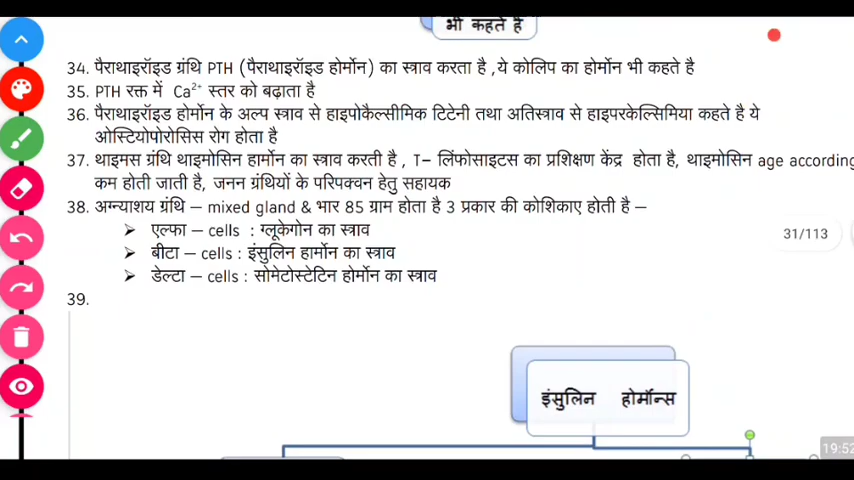 भी कहते है
34. पैराथाइरॉइड ग्रंथि PTH (पैराथाइरॉइड होर्मोन) का स्त्राव करता है ,ये कोलिप का होर्मोन भी कहते है
35. PTH रक्त में Ca²⁺ स्तर को बढ़ाता है
36. पैराथाइरॉइड होर्मोन के अल्प स्त्राव से हाइपोकैल्सीमिक टिटेनी तथा अतिस्त्राव से हाइपरकेल्सिमिया कहते है ये
ओस्टियोपोरोसिस रोग होता है
37. थाइमस ग्रंथि थाइमोसिन हार्मोन का स्त्राव करती है , T– लिंफोसाइटस का प्रशिक्षण केंद्र होता है, थाइमोसिन age according
कम होती जाती है, जनन ग्रंथियों के परिपक्वन हेतु सहायक
38. अग्न्याशय ग्रंथि – mixed gland & भार 85 ग्राम होता है 3 प्रकार की कोशिकाए होती है –
➢ एल्फा – cells : ग्लूकेगोन का स्त्राव
➢ बीटा – cells : इंसुलिन हार्मोन का स्त्राव
➢ डेल्टा – cells : सोमेटोस्टेटिन होर्मोन का स्त्राव
31/113
39.
इंसुलिन होर्मोन्स
19:52